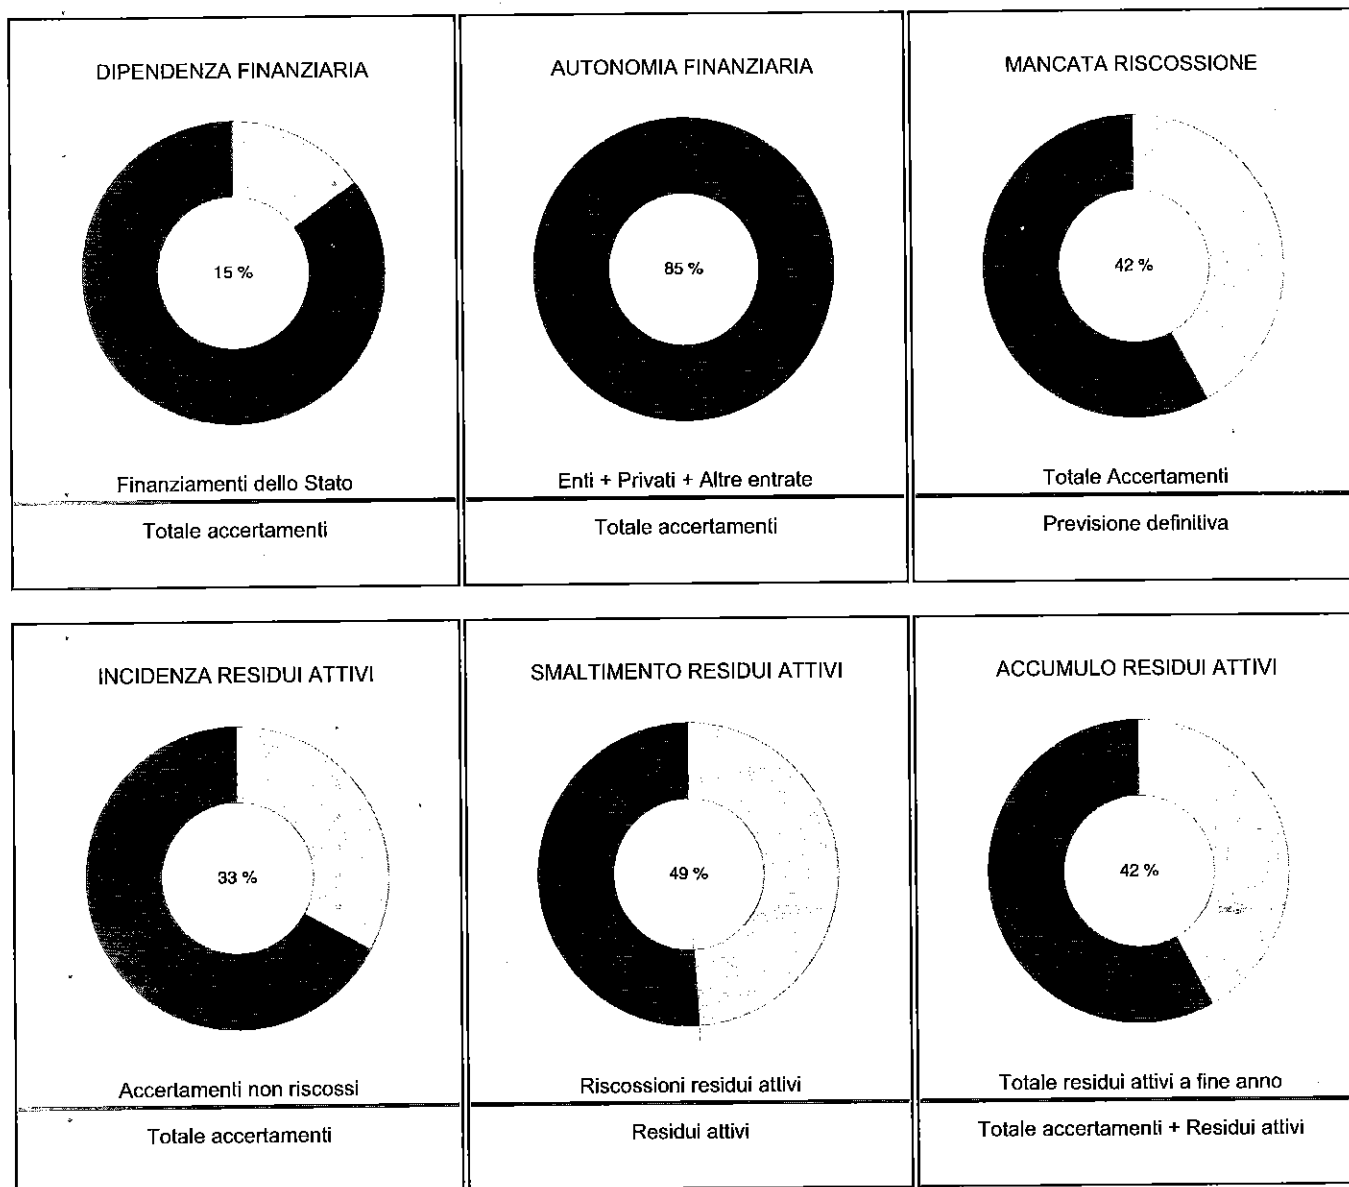 DIPENDENZA FINANZIARIA
15 %
Finanziamenti dello Stato
Totale accertamenti
AUTONOMIA FINANZIARIA
85 %
Enti + Privati + Altre entrate
Totale accertamenti
MANCATA RISCOSSIONE
42 %
Totale Accertamenti
Previsione definitiva
INCIDENZA RESIDUI ATTIVI
33 %
Accertamenti non riscossi
Totale accertamenti
SMALTIMENTO RESIDUI ATTIVI
49 %
Riscossioni residui attivi
Residui attivi
ACCUMULO RESIDUI ATTIVI
42 %
Totale residui attivi a fine anno
Totale accertamenti + Residui attivi